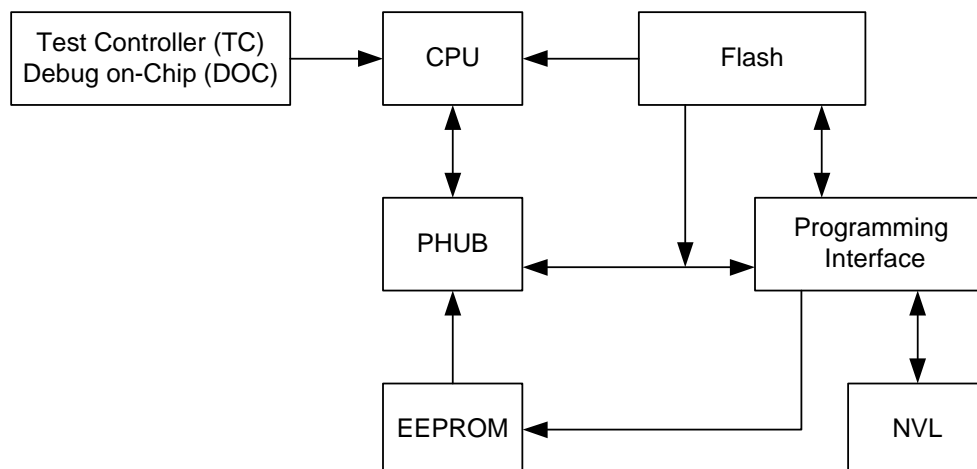 Test Controller (TC)
Debug on-Chip (DOC)
CPU
Flash
PHUB
Programming
Interface
EEPROM
NVL